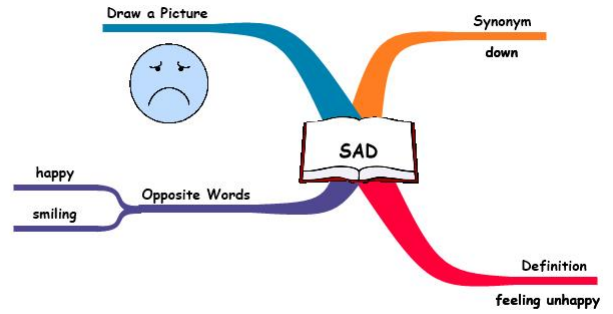 Draw a Picture
Synonym
down
SAD
happy
Opposite Words
smiling
Definition
feeling unhappy